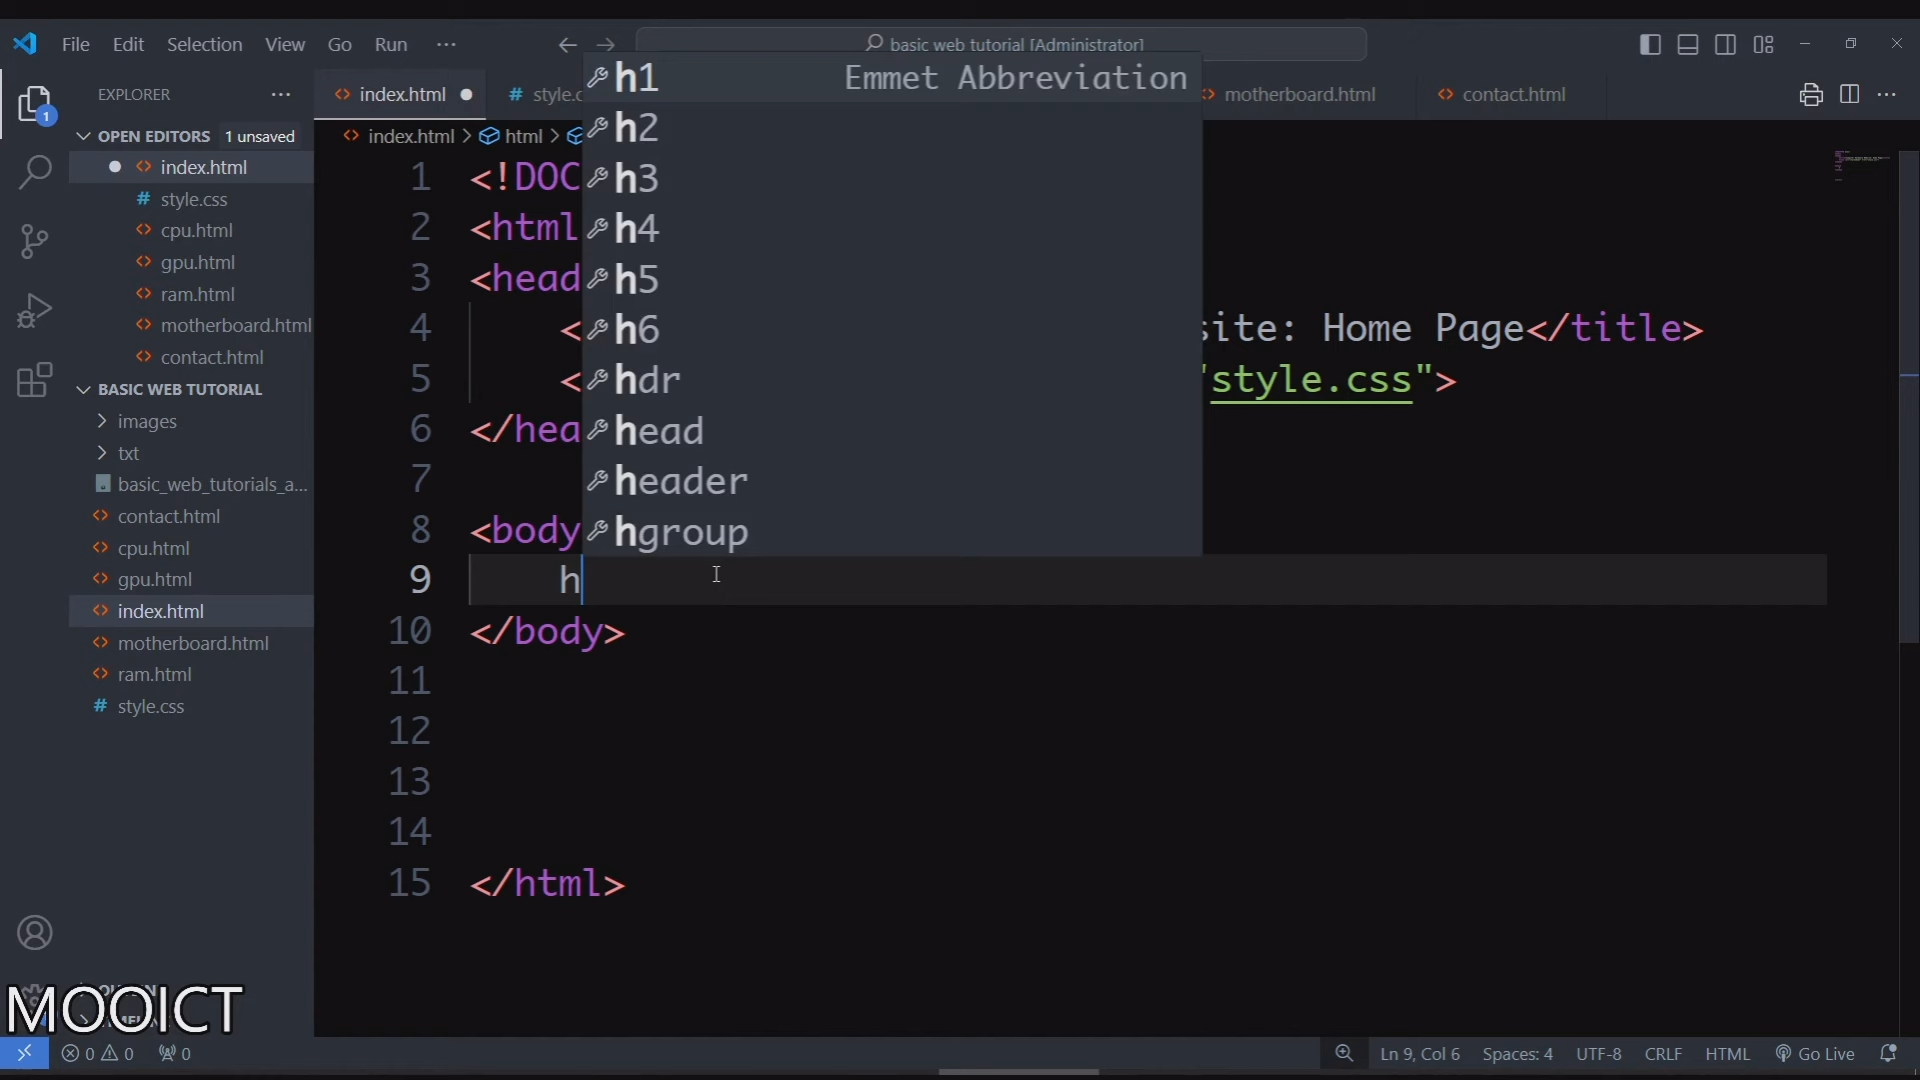 File Edit Selection View Go Run ···
basic web tutorial [Administrator]
EXPLORER ···
index.html
# style.c
motherboard.html
contact.html
OPEN EDITORS 1 unsaved
index.html
# style.css
cpu.html
gpu.html
ram.html
motherboard.html
contact.html
BASIC WEB TUTORIAL
images
txt
basic_web_tutorials_a...
contact.html
cpu.html
gpu.html
index.html
motherboard.html
ram.html
# style.css
1
index.html > html >
h1 Emmet Abbreviation
h2
h3
h4
h5
h6
hdr
head
header
hgroup
1 <!DOC
2 <html
3 <head
4 < site: Home Page</title>
5 < "style.css">
6 </hea
7
8 <body
9 h
10 </body>
11
12
13
14
15 </html>
MOOICT
0 0 0
Ln 9, Col 6 Spaces: 4 UTF-8 CRLF HTML Go Live